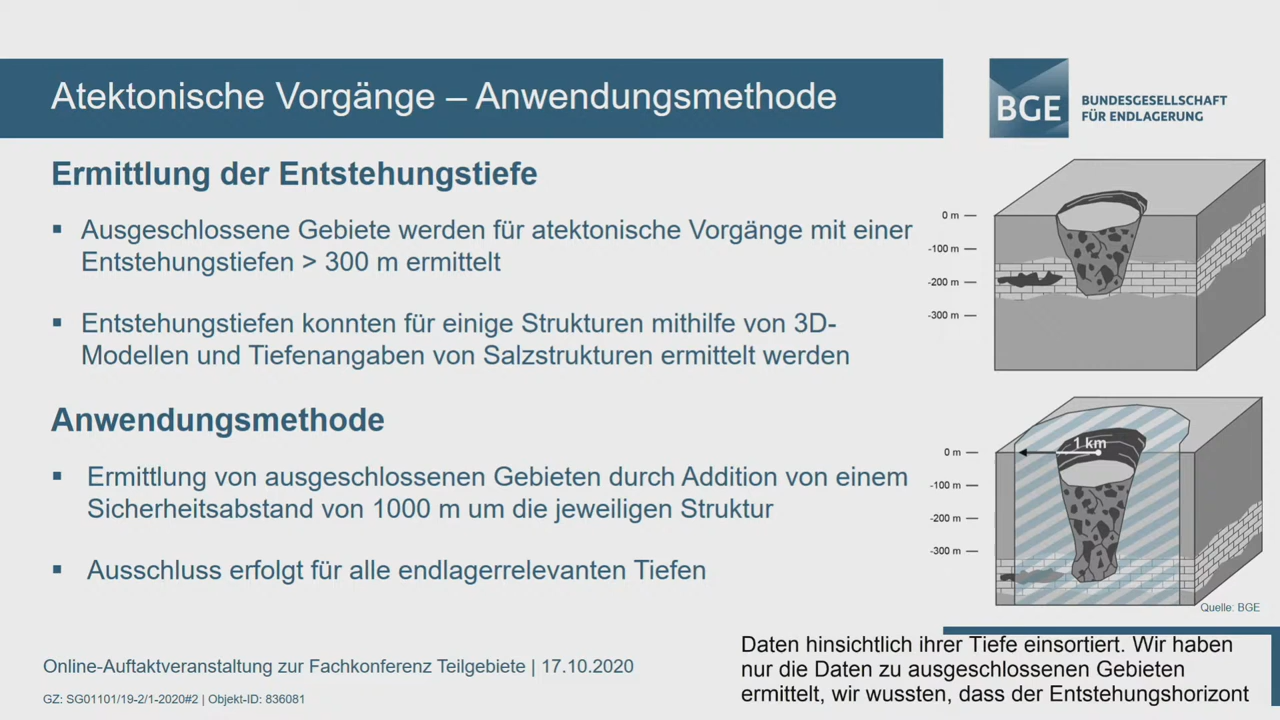 Atektonische Vorgänge – Anwendungsmethode
BGE
BUNDESGESELLSCHAFT
FÜR ENDLAGERUNG
Ermittlung der Entstehungstiefe
▪ Ausgeschlossene Gebiete werden für atektonische Vorgänge mit einer
Entstehungstiefen > 300 m ermittelt
▪ Entstehungstiefen konnten für einige Strukturen mithilfe von 3D-
Modellen und Tiefenangaben von Salzstrukturen ermittelt werden
Anwendungsmethode
▪ Ermittlung von ausgeschlossenen Gebieten durch Addition von einem
Sicherheitsabstand von 1000 m um die jeweiligen Struktur
▪ Ausschluss erfolgt für alle endlagerrelevanten Tiefen
0 m
-100 m
-200 m
-300 m
1 km
0 m
-100 m
-200 m
-300 m
Quelle: BGE
Online-Auftaktveranstaltung zur Fachkonferenz Teilgebiete | 17.10.2020
GZ: SG01101/19-2/1-2020#2 | Objekt-ID: 836081
Daten hinsichtlich ihrer Tiefe einsortiert. Wir haben
nur die Daten zu ausgeschlossenen Gebieten
ermittelt, wir wussten, dass der Entstehungshorizont